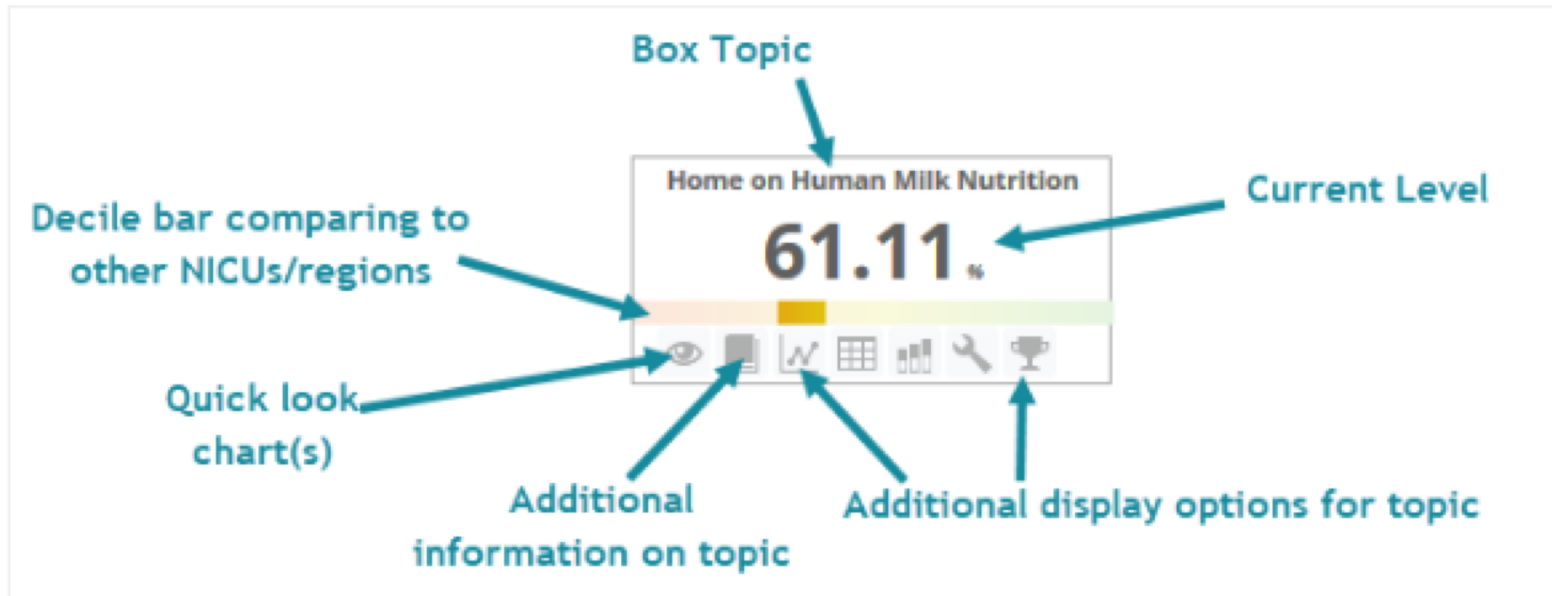 Box Topic
Home on Human Milk Nutrition
Current Level
61.11 %
Decile bar comparing to
other NICUs/regions
Quick look
chart(s)
Additional
information on topic
Additional display options for topic